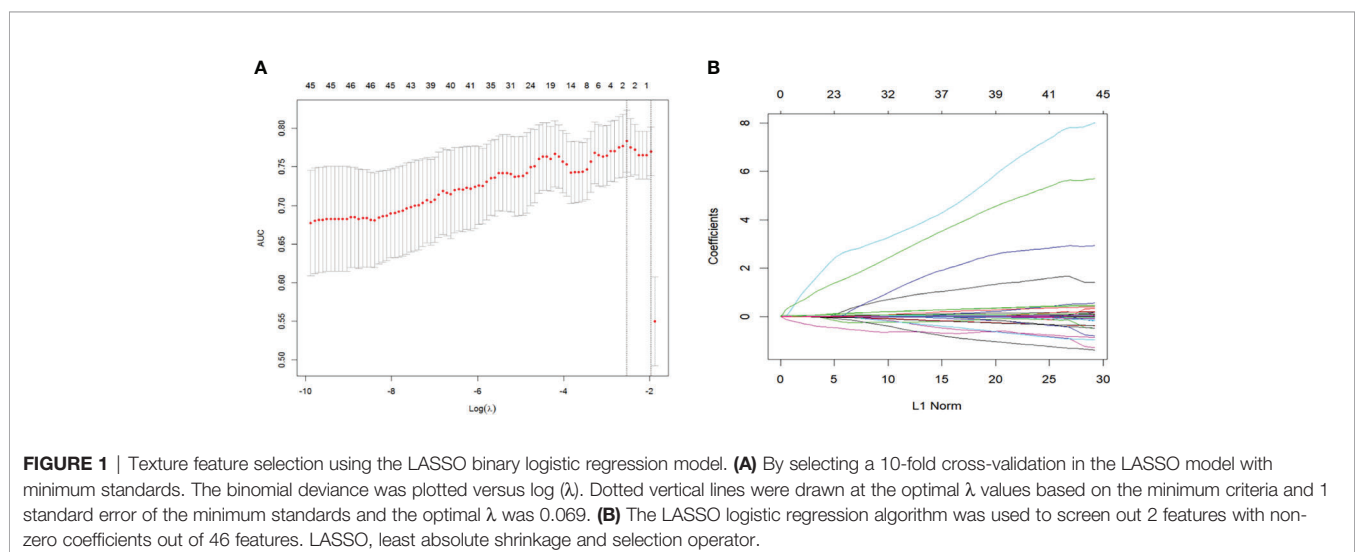 A
45 45 46 46 45 43 39 40 41 35 31 24 19 14 8 6 4 2 2 1
0.80
0.75
0.70
0.65
0.60
0.55
0.50
AUC
-10 -8 -6 -4 -2
Log(λ)
B
0 23 32 37 39 41 45
8
6
4
2
0
Coefficients
0 5 10 15 20 25 30
L1 Norm
FIGURE 1 | Texture feature selection using the LASSO binary logistic regression model. (A) By selecting a 10-fold cross-validation in the LASSO model with
minimum standards. The binomial deviance was plotted versus log (λ). Dotted vertical lines were drawn at the optimal λ values based on the minimum criteria and 1
standard error of the minimum standards and the optimal λ was 0.069. (B) The LASSO logistic regression algorithm was used to screen out 2 features with non-
zero coefficients out of 46 features. LASSO, least absolute shrinkage and selection operator.